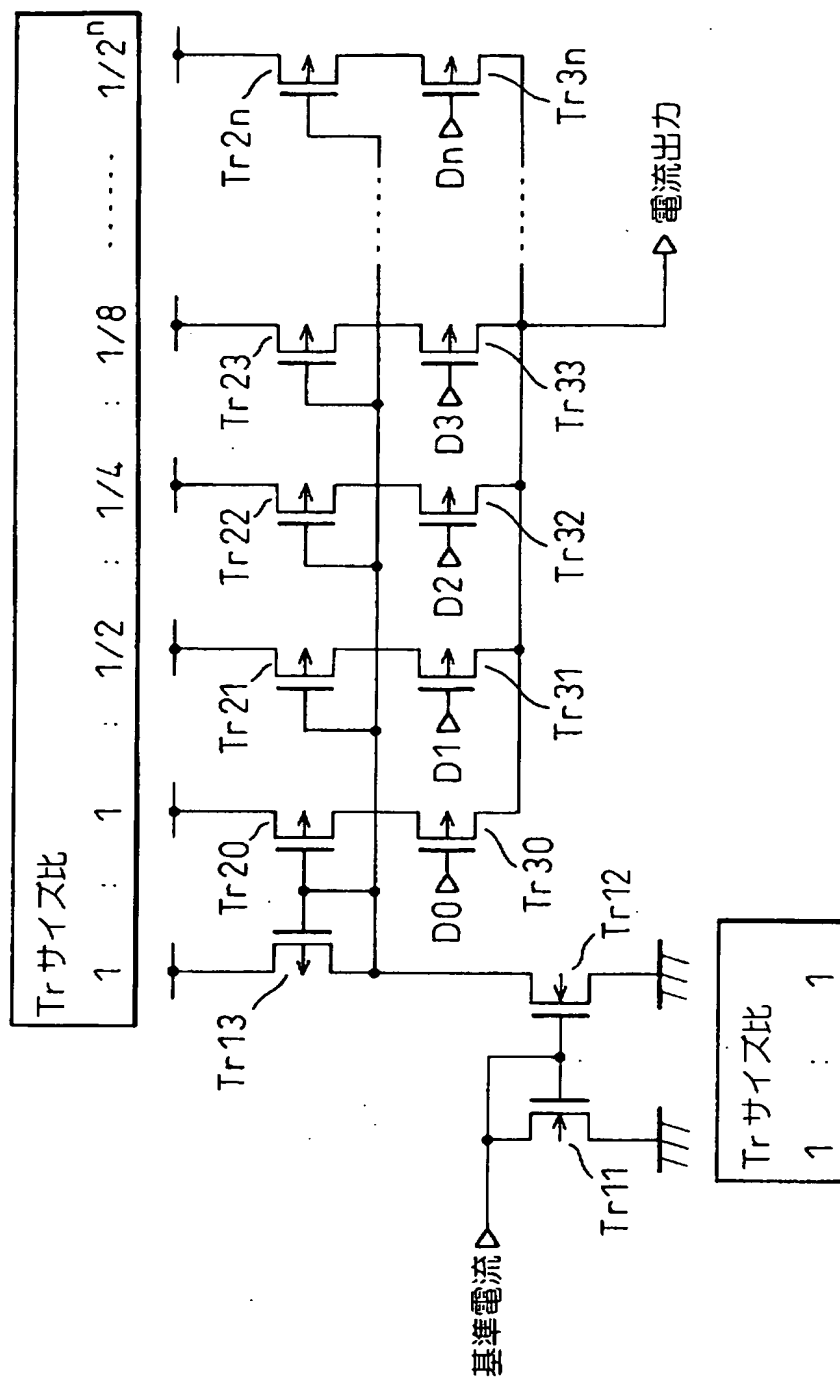 Trサイズ比
1 : 1 : 1/2 : 1/4 : 1/8 ······ 1/2ⁿ
Tr13
Tr20
Tr21
Tr22
Tr23
Tr2n
D0
D1
D2
D3
Dn
Tr30
Tr31
Tr32
Tr33
Tr3n
電流出力
基準電流
Tr11
Tr12
Trサイズ比
1 : 1